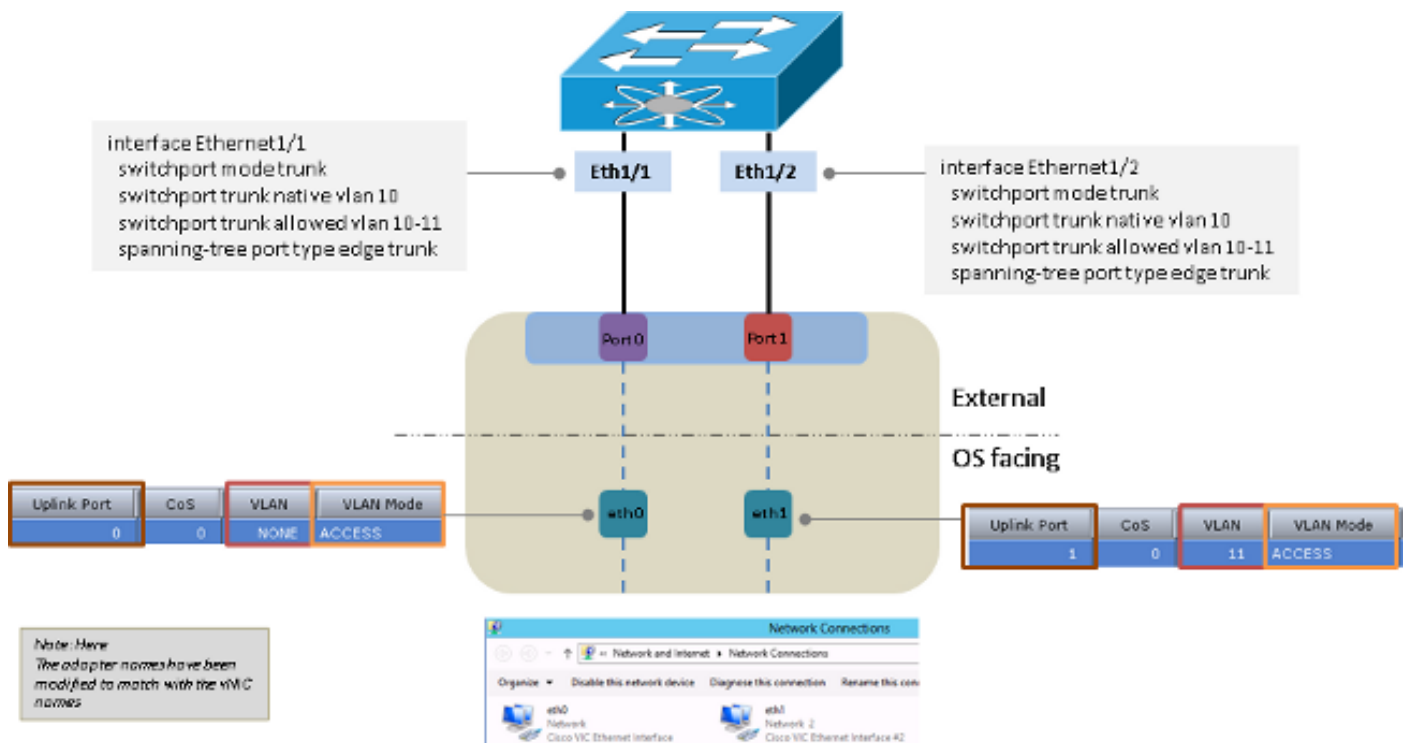 interface Ethernet1/1
switchport mode trunk
switchport trunk native vlan 10
switchport trunk allowed vlan 10-11
spanning-tree port type edge trunk
Eth1/1
Eth1/2
interface Ethernet1/2
switchport mode trunk
switchport trunk native vlan 10
switchport trunk allowed vlan 10-11
spanning-tree port type edge trunk
Port0
Port1
External
OS facing
Uplink Port CoS VLAN VLAN Mode
0 0 NONE ACCESS
eth0
eth1
Uplink Port CoS VLAN VLAN Mode
1 0 11 ACCESS
Note: Here
The adapter names have been
modified to match with the vNIC
names
Network Connections
« Network and Internet ▸ Network Connections
Organize ▾ Disable this network device Diagnose this connection Rename this con
eth0
Network
Cisco VIC Ethernet Interface
eth1
Network 2
Cisco VIC Ethernet Interface #2